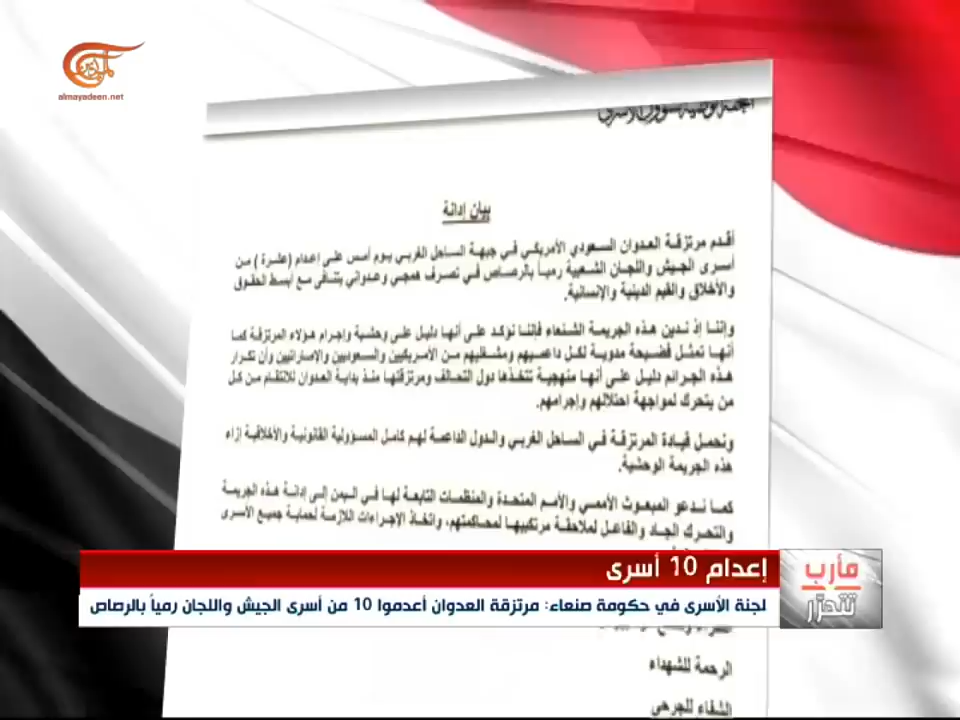 الميادين
almayadeen.net
بيان إدانة
أقدم مرتزقة العدوان السعودي الأمريكي في جبهة الساحل الغربي يوم أمس على إعدام (عشرة) من
أسرى الجيش واللجان الشعبية رمياً بالرصاص في تصرف همجي وعدواني يتنافى مع أبسط الحقوق
والأخلاق والقيم الدينية والإنسانية.
وإننا إذ ندين هذه الجريمة الشنعاء فإننا نؤكد على أنها دليل على وحشية وإجرام هؤلاء المرتزقة كما
أنها تمثل فضيحة مدوية لكل داعميهم ومشغليهم من الأمريكيين والسعوديين والإماراتيين وأن تكرار
هذه الجرائم دليل على أنها منهجية تتخذها دول التحالف ومرتزقتها منذ بداية العدوان للانتقام من كل
من يتحرك لمواجهة احتلالهم وإجرامهم.
ونحمل قيادة المرتزقة في الساحل الغربي والدول الداعمة لهم كامل المسؤولية القانونية والأخلاقية إزاء
هذه الجريمة الوحشية.
كما ندعو المبعوث الأممي والأمم المتحدة والمنظمات التابعة لها في اليمن إلى إدانة هذه الجريمة
والتحرك الجاد والفاعل لملاحقة مرتكبيها لمحاكمتهم، واتخاذ الإجراءات اللازمة لحماية جميع الأسرى
إعدام 10 أسرى
مأرب
تتحرّر
لجنة الأسرى في حكومة صنعاء: مرتزقة العدوان أعدموا 10 من أسرى الجيش واللجان رمياً بالرصاص
الرحمة للشهداء
الشفاء للجرحى